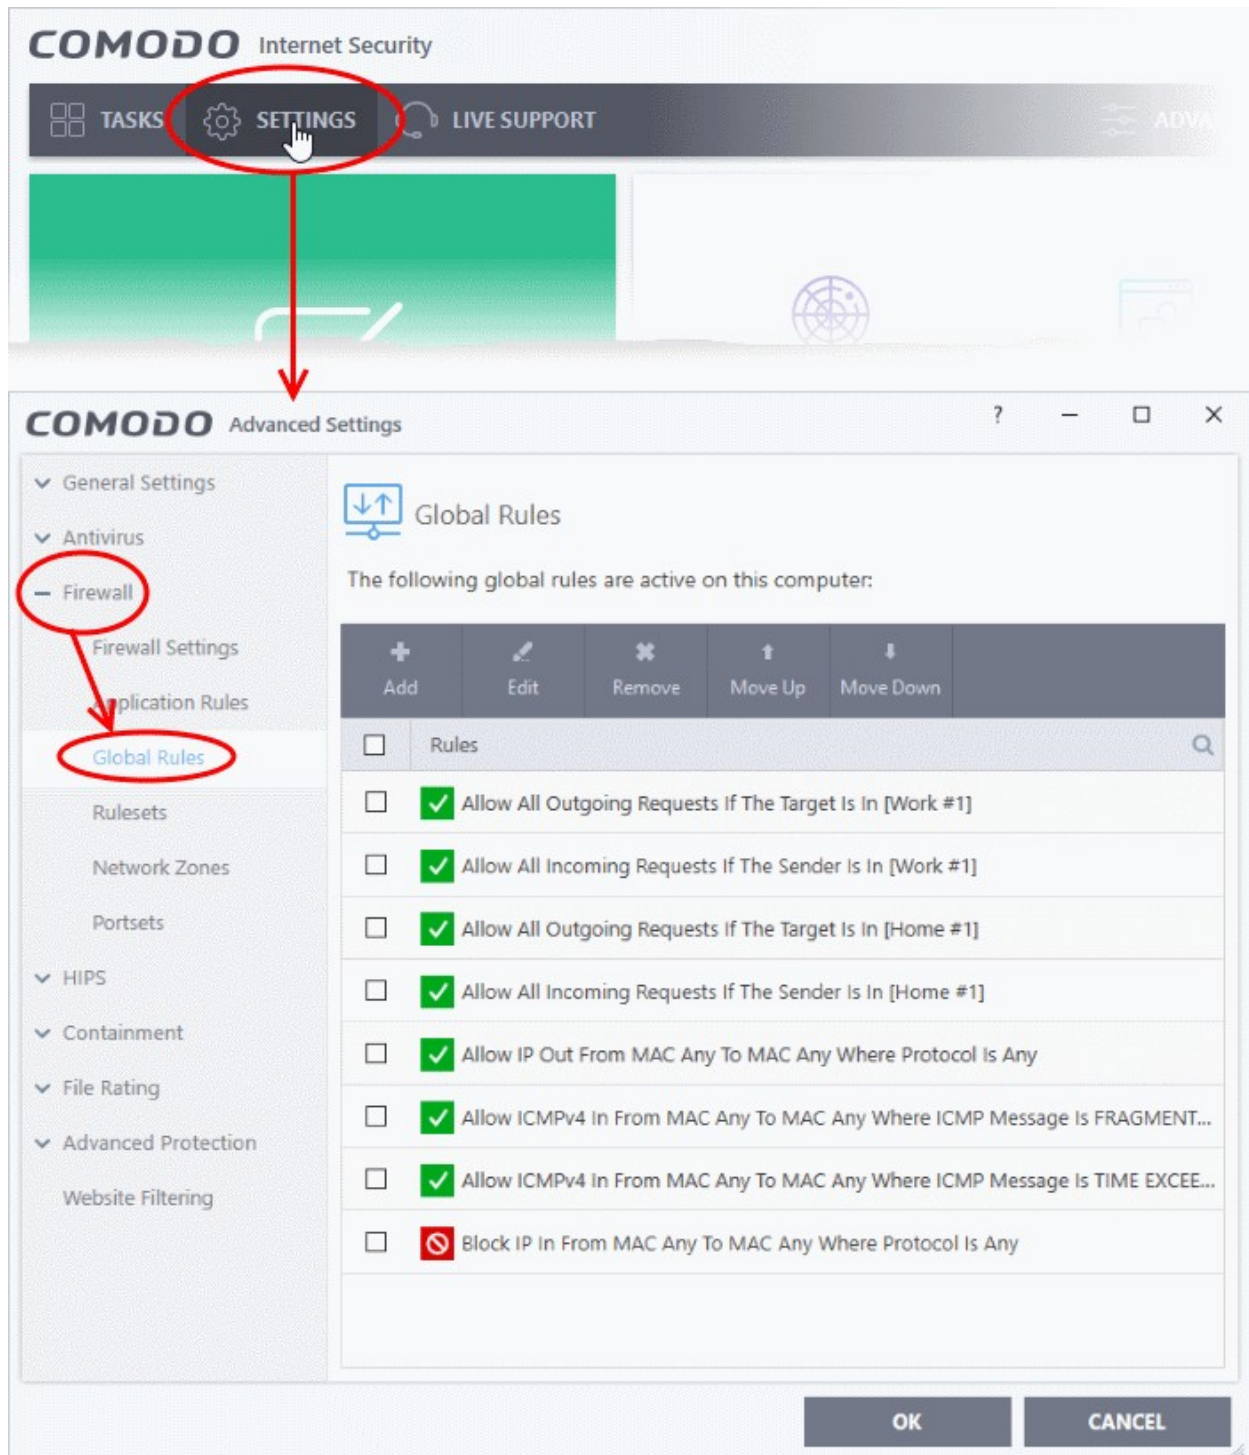 COMODO Internet Security
TASKS SETTINGS LIVE SUPPORT ADVA
COMODO Advanced Settings ?
General Settings
Antivirus
Firewall
Firewall Settings
Application Rules
Global Rules
Rulesets
Network Zones
Portsets
HIPS
Containment
File Rating
Advanced Protection
Website Filtering
Global Rules
The following global rules are active on this computer:
Add Edit Remove Move Up Move Down
Rules
Allow All Outgoing Requests If The Target Is In [Work #1]
Allow All Incoming Requests If The Sender Is In [Work #1]
Allow All Outgoing Requests If The Target Is In [Home #1]
Allow All Incoming Requests If The Sender Is In [Home #1]
Allow IP Out From MAC Any To MAC Any Where Protocol Is Any
Allow ICMPv4 In From MAC Any To MAC Any Where ICMP Message Is FRAGMENT...
Allow ICMPv4 In From MAC Any To MAC Any Where ICMP Message Is TIME EXCEE...
Block IP In From MAC Any To MAC Any Where Protocol Is Any
OK CANCEL